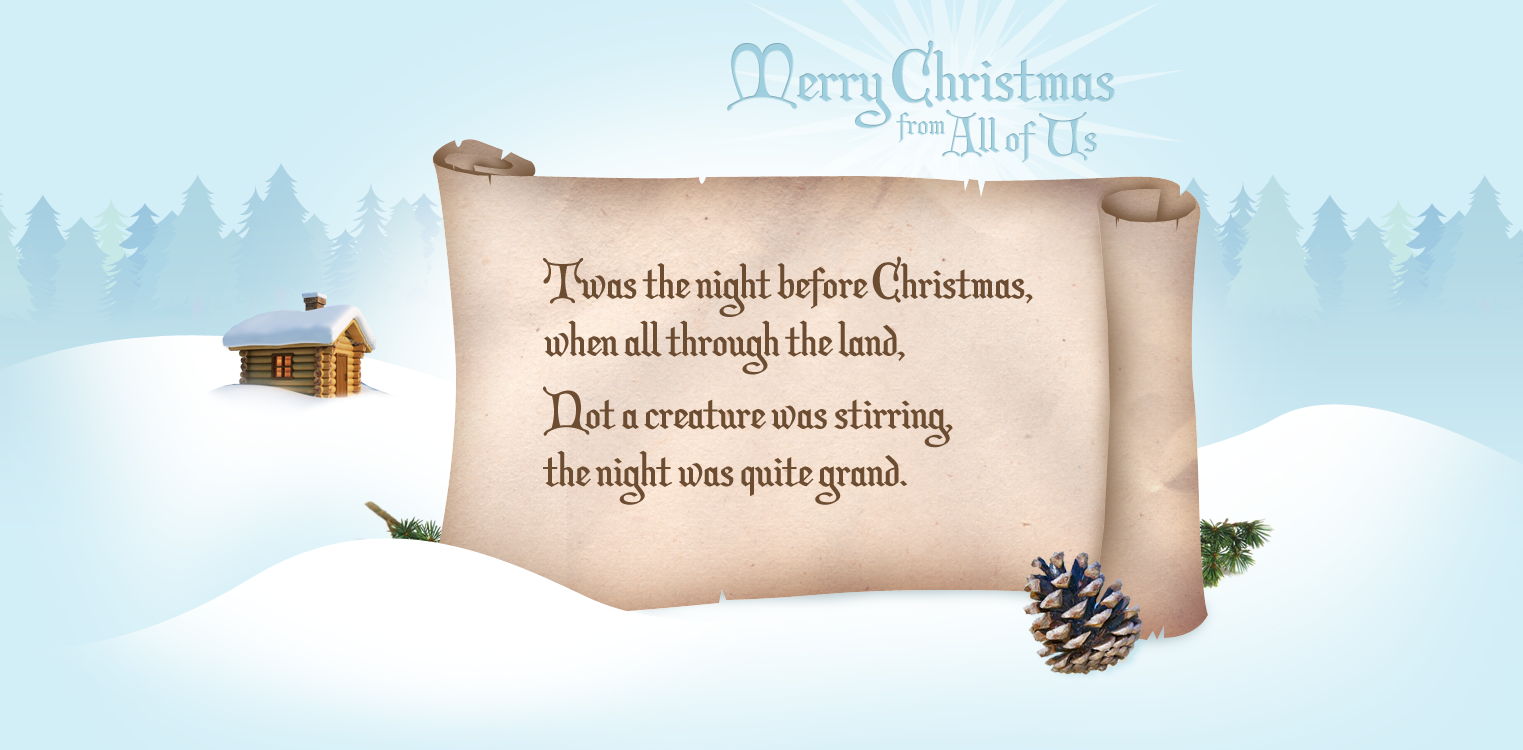 Merry Christmas
from All of Us
Twas the night before Christmas,
when all through the land,
Not a creature was stirring,
the night was quite grand.